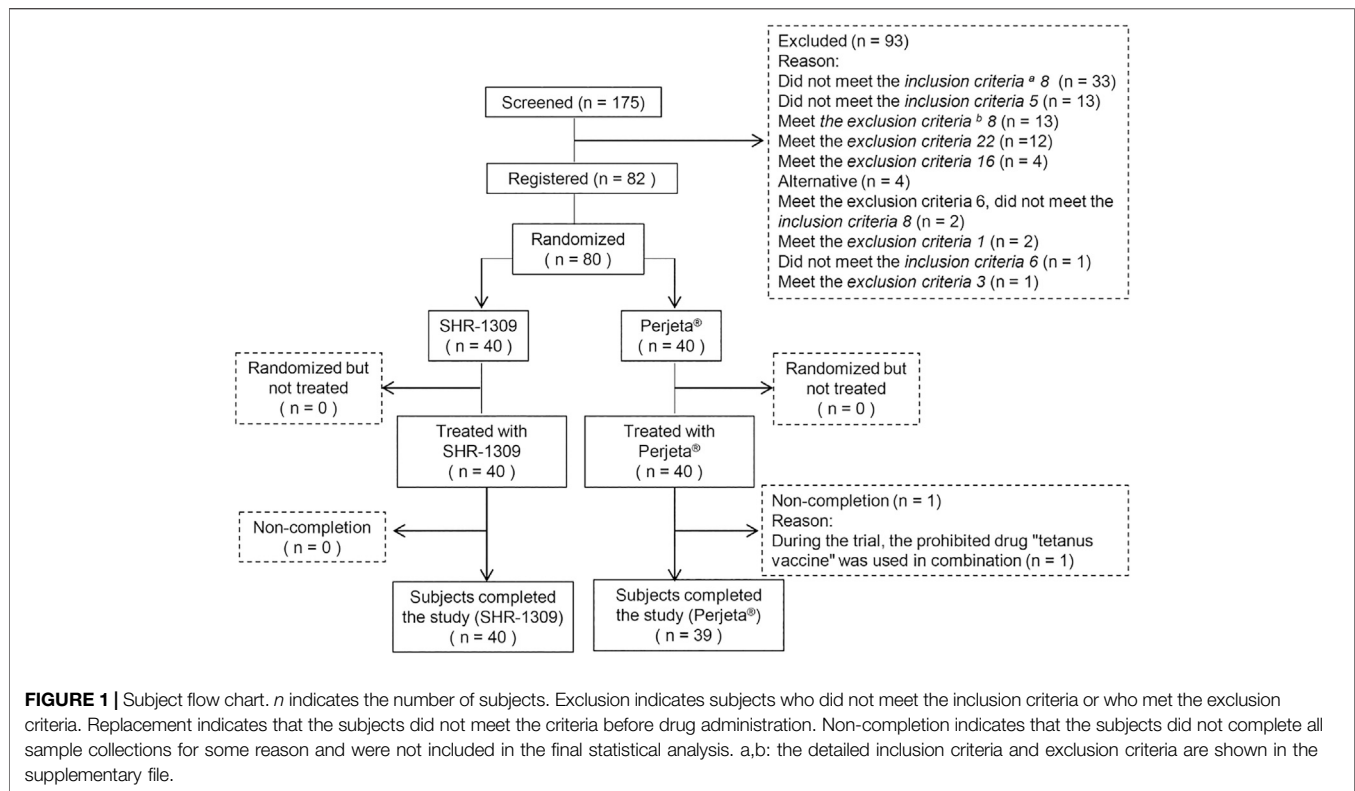 Screened (n = 175)
Excluded (n = 93)
Reason:
Did not meet the inclusion criteria ᵃ 8 (n = 33)
Did not meet the inclusion criteria 5 (n = 13)
Meet the exclusion criteria ᵇ 8 (n = 13)
Meet the exclusion criteria 22 (n =12)
Meet the exclusion criteria 16 (n = 4)
Alternative (n = 4)
Meet the exclusion criteria 6, did not meet the
inclusion criteria 8 (n = 2)
Meet the exclusion criteria 1 (n = 2)
Did not meet the inclusion criteria 6 (n = 1)
Meet the exclusion criteria 3 (n = 1)
Registered (n = 82 )
Randomized
( n = 80 )
SHR-1309
( n = 40 )
Perjeta®
( n = 40 )
Randomized but
not treated
( n = 0 )
Randomized but
not treated
( n = 0 )
Treated with
SHR-1309
( n = 40 )
Treated with
Perjeta®
( n = 40 )
Non-completion
( n = 0 )
Non-completion (n = 1)
Reason:
During the trial, the prohibited drug "tetanus
vaccine" was used in combination (n = 1)
Subjects completed
the study (SHR-1309)
( n = 40 )
Subjects completed
the study (Perjeta®)
( n = 39 )
FIGURE 1 | Subject flow chart. n indicates the number of subjects. Exclusion indicates subjects who did not meet the inclusion criteria or who met the exclusion
criteria. Replacement indicates that the subjects did not meet the criteria before drug administration. Non-completion indicates that the subjects did not complete all
sample collections for some reason and were not included in the final statistical analysis. a,b: the detailed inclusion criteria and exclusion criteria are shown in the
supplementary file.